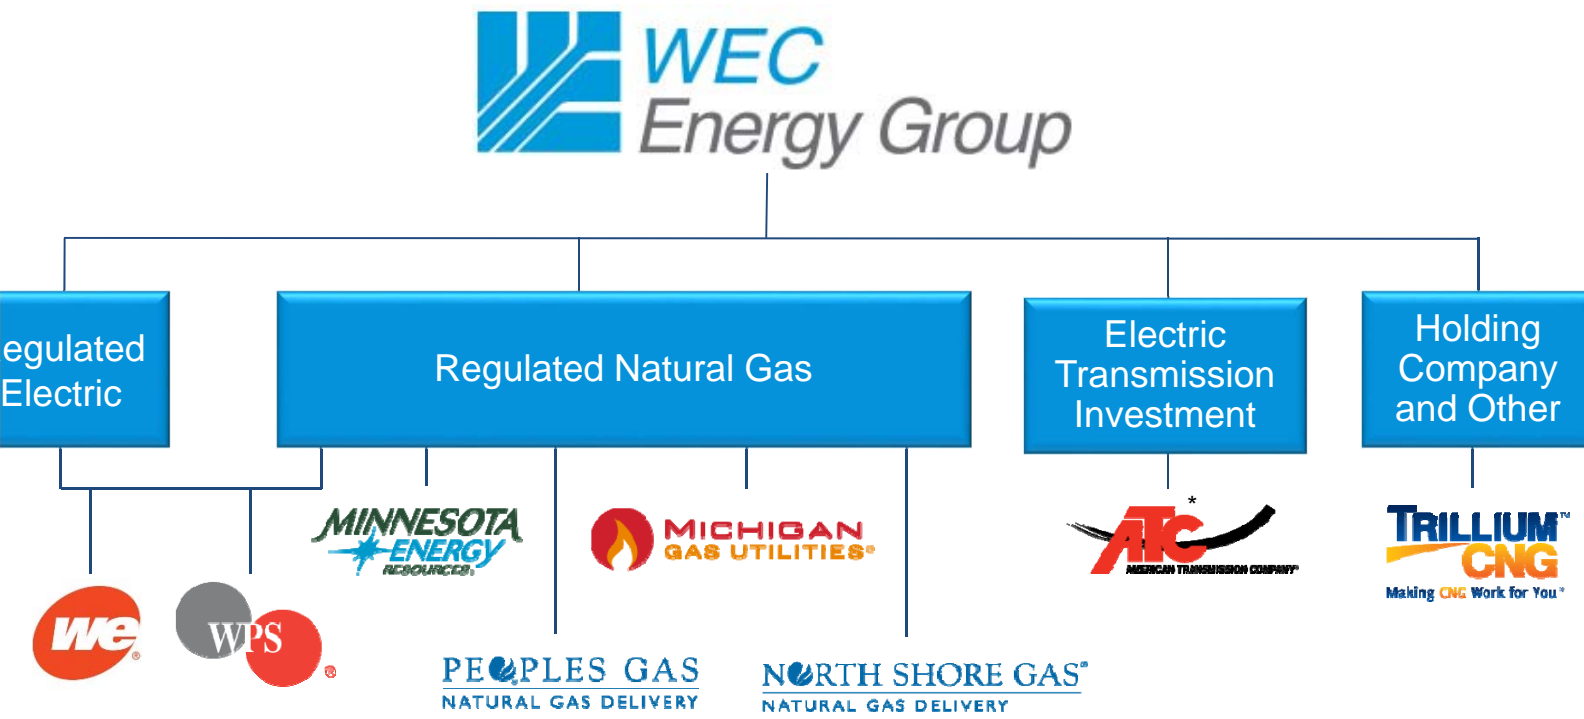 WEC
Energy Group
egulated
Electric
Regulated Natural Gas
Electric
Transmission
Investment
Holding
Company
and Other
MINNESOTA
ENERGY
RESOURCES
MICHIGAN
GAS UTILITIES®
*
ATC
AMERICAN TRANSMISSION COMPANY®
TRILLIUM™
CNG
Making CNG Work for You®
we®
WPS®
PEOPLES GAS
NATURAL GAS DELIVERY
NORTH SHORE GAS®
NATURAL GAS DELIVERY